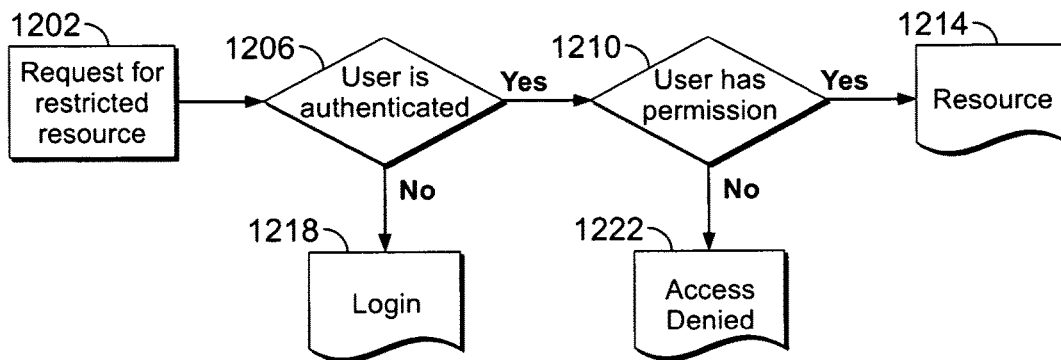 1202
Request for
restricted
resource
1206
User is
authenticated
Yes
No
1210
User has
permission
Yes
No
1214
Resource
1218
Login
1222
Access
Denied